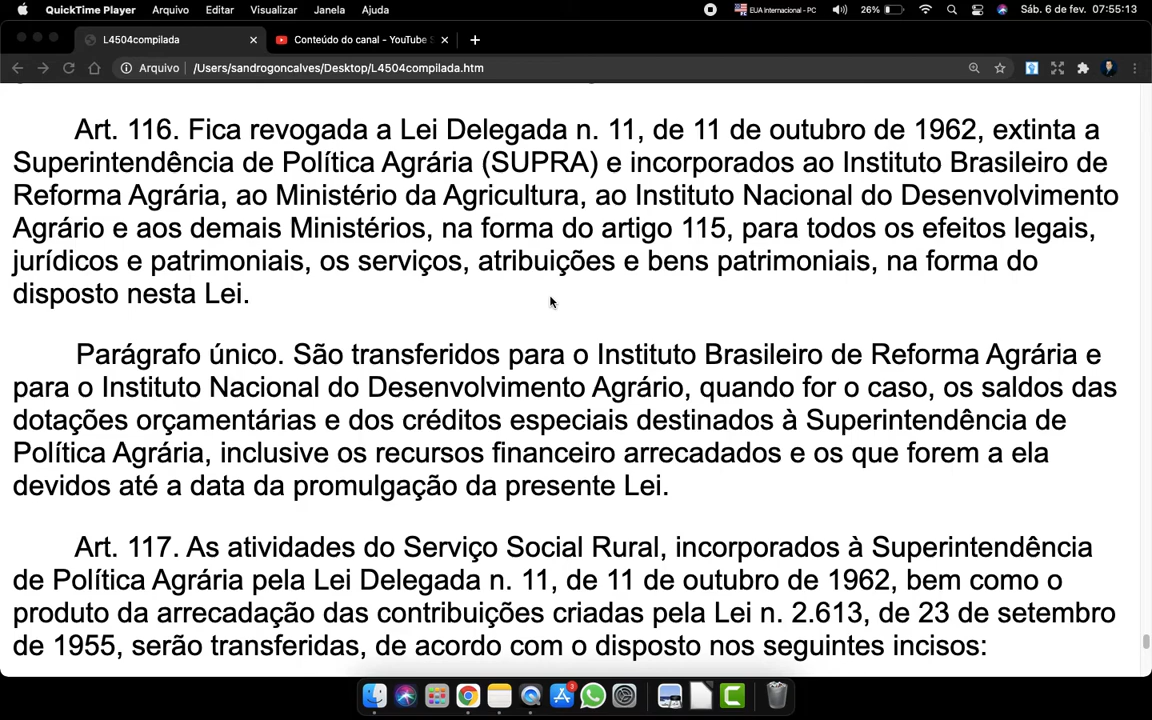 QuickTime Player Arquivo Editar Visualizar Janela Ajuda EUA Internacional - PC 26% Sáb. 6 de fev. 07:55:13
L4504compilada Conteúdo do canal - YouTube
Arquivo /Users/sandrogoncalves/Desktop/L4504compilada.htm
Art. 116. Fica revogada a Lei Delegada n. 11, de 11 de outubro de 1962, extinta a
Superintendência de Política Agrária (SUPRA) e incorporados ao Instituto Brasileiro de
Reforma Agrária, ao Ministério da Agricultura, ao Instituto Nacional do Desenvolvimento
Agrário e aos demais Ministérios, na forma do artigo 115, para todos os efeitos legais,
jurídicos e patrimoniais, os serviços, atribuições e bens patrimoniais, na forma do
disposto nesta Lei.
Parágrafo único. São transferidos para o Instituto Brasileiro de Reforma Agrária e
para o Instituto Nacional do Desenvolvimento Agrário, quando for o caso, os saldos das
dotações orçamentárias e dos créditos especiais destinados à Superintendência de
Política Agrária, inclusive os recursos financeiro arrecadados e os que forem a ela
devidos até a data da promulgação da presente Lei.
Art. 117. As atividades do Serviço Social Rural, incorporados à Superintendência
de Política Agrária pela Lei Delegada n. 11, de 11 de outubro de 1962, bem como o
produto da arrecadação das contribuições criadas pela Lei n. 2.613, de 23 de setembro
de 1955, serão transferidas, de acordo com o disposto nos seguintes incisos:
3